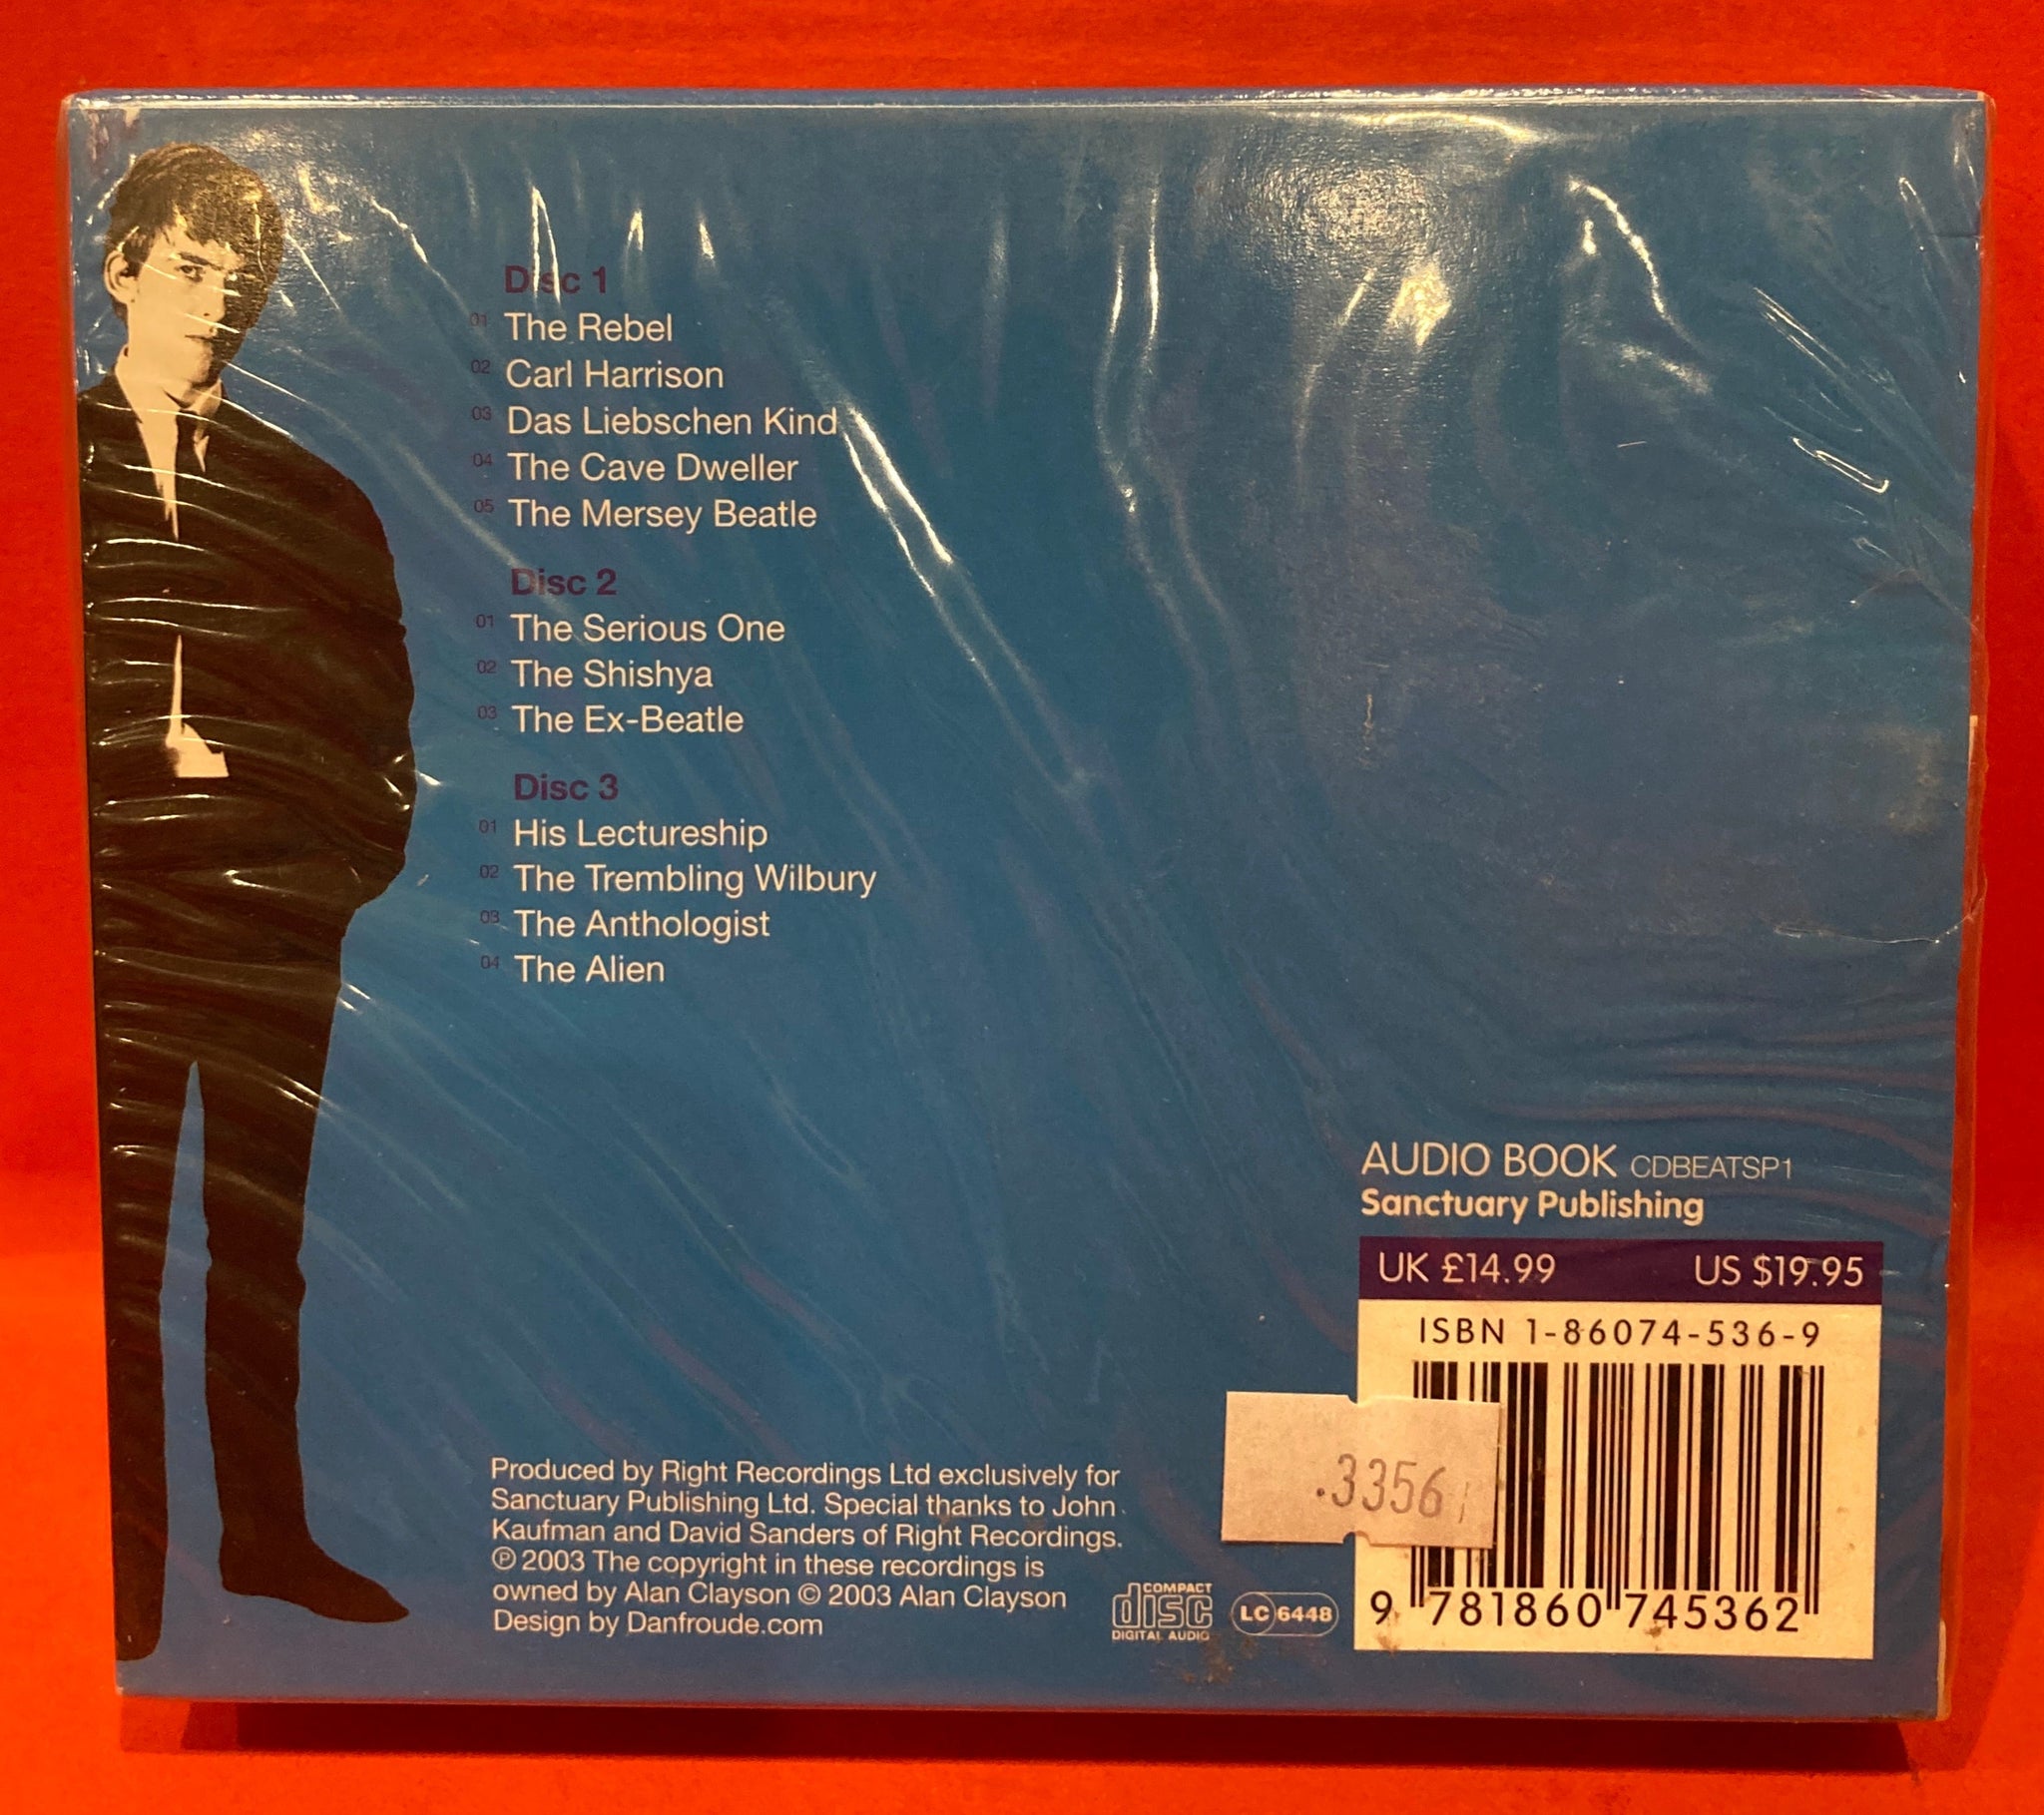 Disc 1
01 The Rebel
02 Carl Harrison
03 Das Liebschen Kind
04 The Cave Dweller
05 The Mersey Beatle
Disc 2
01 The Serious One
02 The Shishya
03 The Ex-Beatle
Disc 3
01 His Lectureship
02 The Trembling Wilbury
03 The Anthologist
04 The Alien
AUDIO BOOK CDBEATSP1
Sanctuary Publishing
UK £14.99 US $19.95
ISBN 1-86074-536-9
.3356
9 781860 745362
Produced by Right Recordings Ltd exclusively for
Sanctuary Publishing Ltd. Special thanks to John
Kaufman and David Sanders of Right Recordings.
℗ 2003 The copyright in these recordings is
owned by Alan Clayson © 2003 Alan Clayson
Design by Danfroude.com
COMPACT
disc
DIGITAL AUDIO
LC 6448